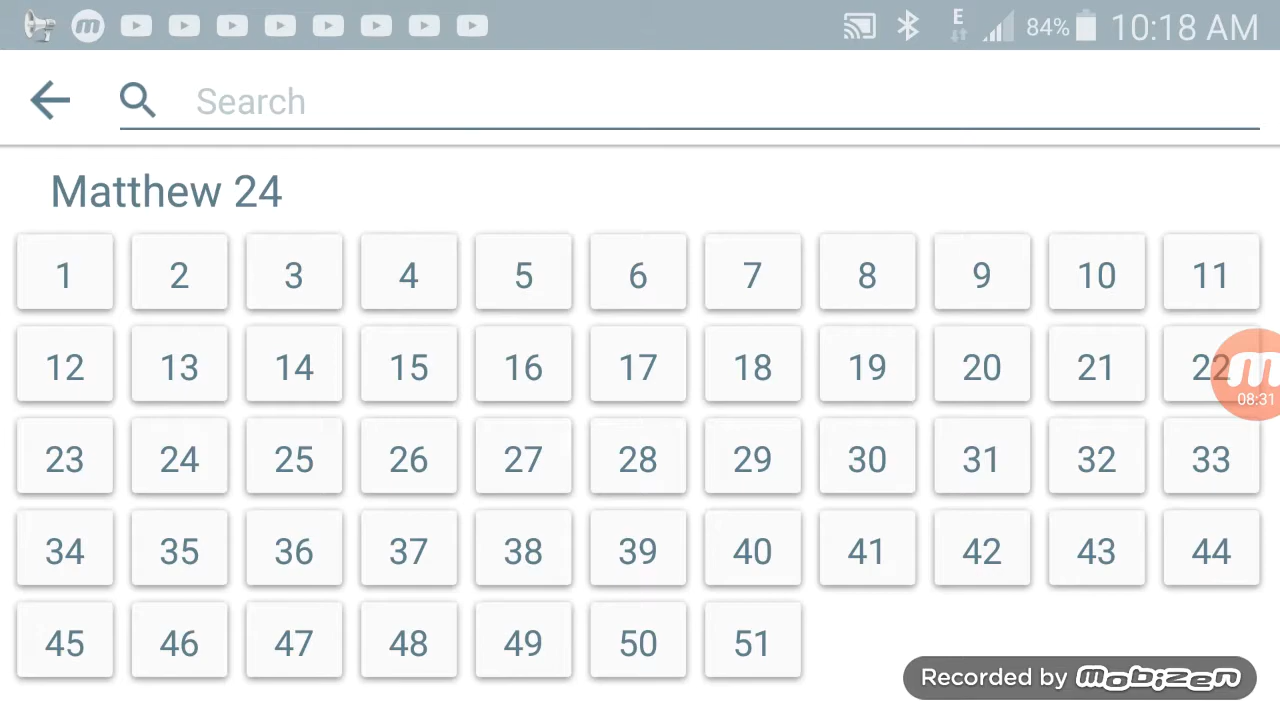 E 84% 10:18 AM
Search
Matthew 24
1 2 3 4 5 6 7 8 9 10 11
12 13 14 15 16 17 18 19 20 21 22
08:31
23 24 25 26 27 28 29 30 31 32 33
34 35 36 37 38 39 40 41 42 43 44
45 46 47 48 49 50 51
Recorded by mobizen